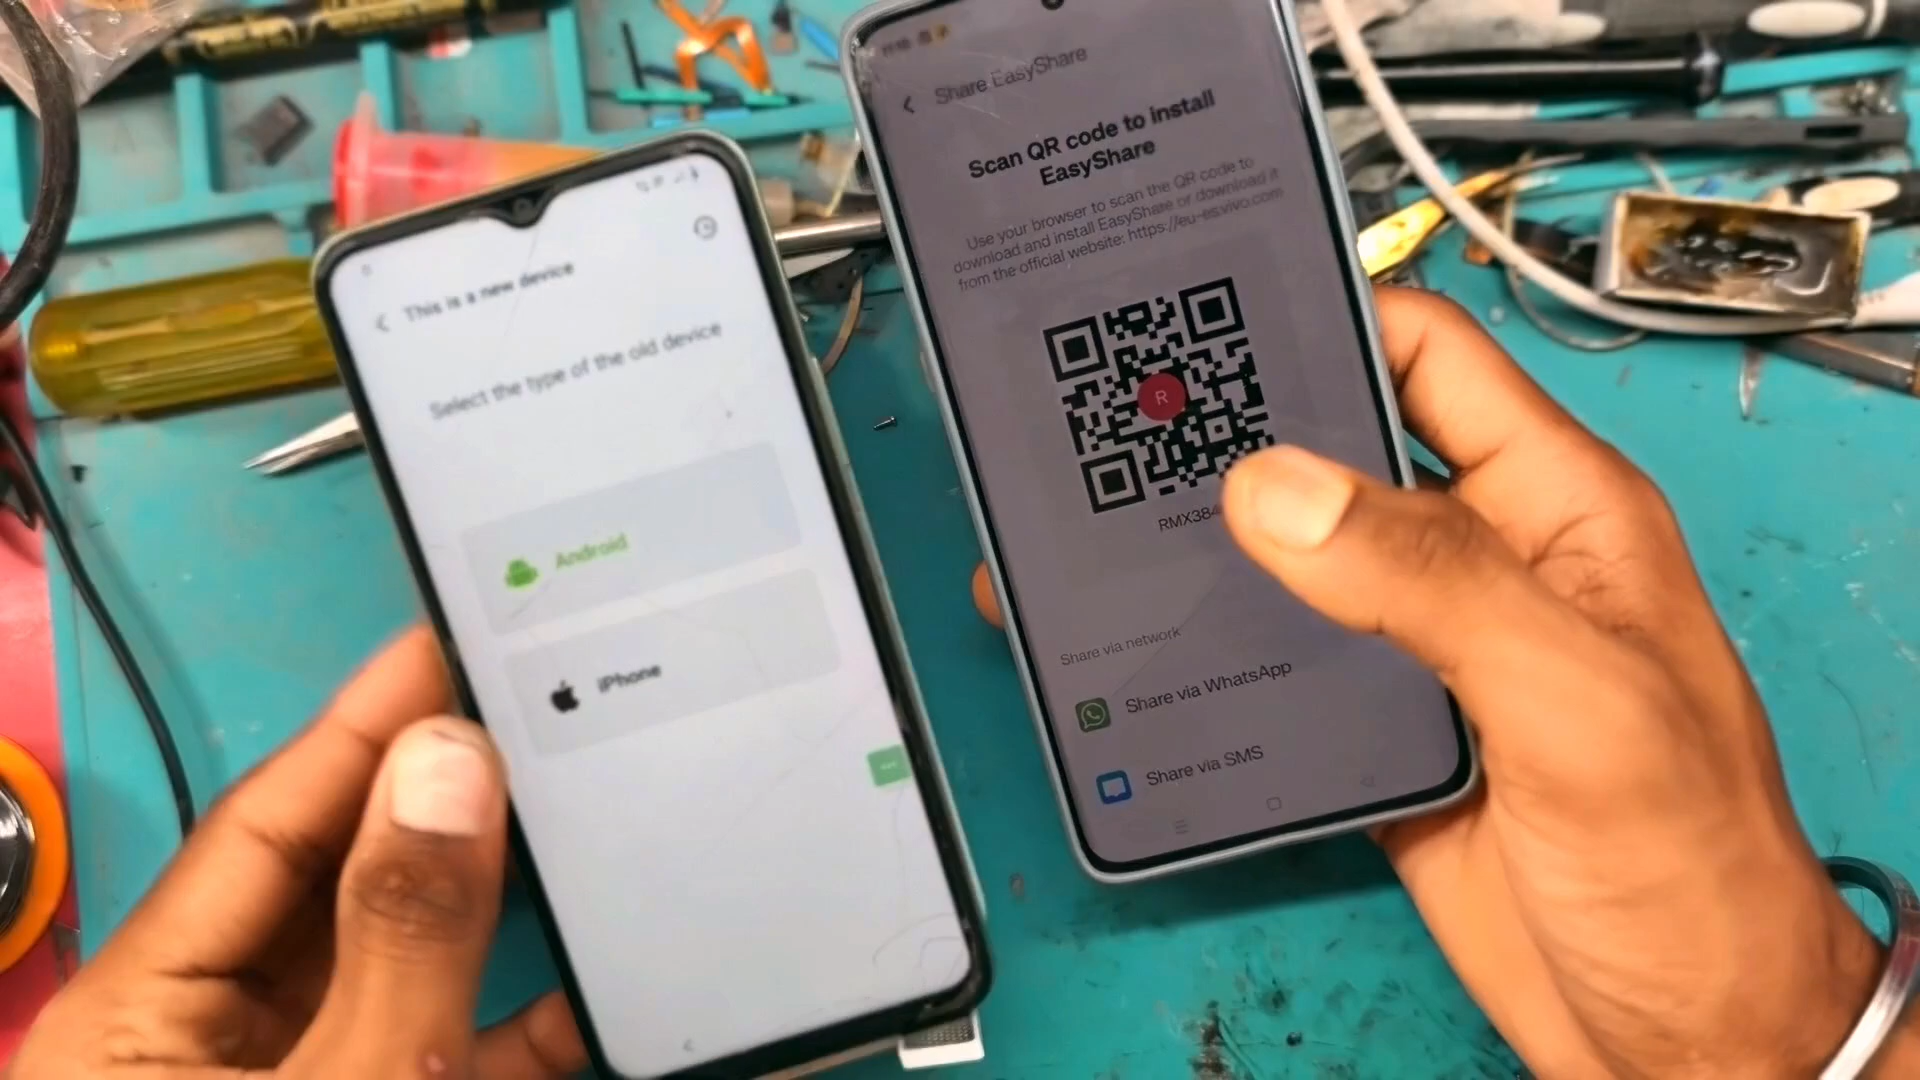 This is a new device
Select the type of the old device
Android
iPhone
Share EasyShare
Scan QR code to install
EasyShare
Use your browser to scan the QR code to
download and install EasyShare or download it
from the official website: https://eu-es.vivo.com
R
RMX384
Share via network
Share via WhatsApp
Share via SMS